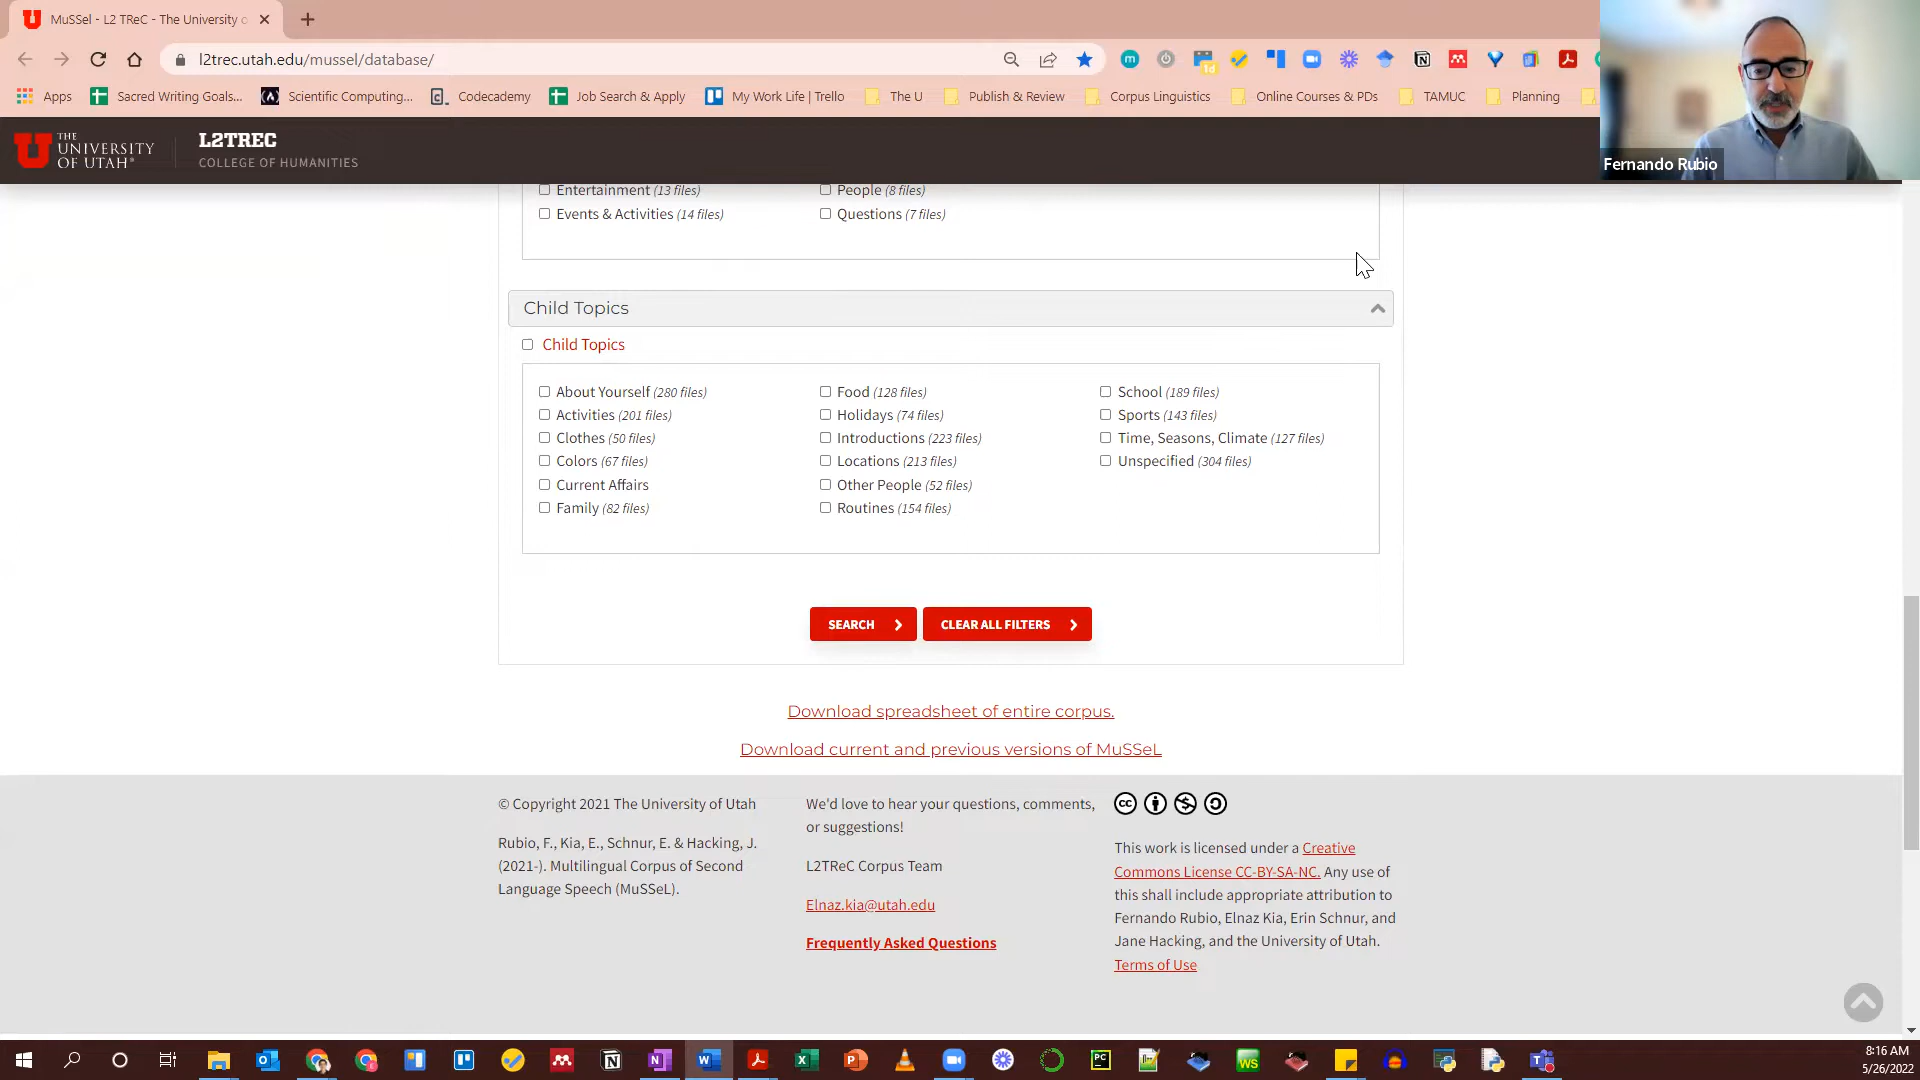 MuSSel - L2 TReC - The University o
l2trec.utah.edu/mussel/database/
Apps
Sacred Writing Goals...
Scientific Computing...
Codecademy
Job Search & Apply
My Work Life | Trello
The U
Publish & Review
Corpus Linguistics
Online Courses & PDs
TAMUC
Planning
THE UNIVERSITY OF UTAH®
L2TREC
COLLEGE OF HUMANITIES
Fernando Rubio
Entertainment (13 files)
People (8 files)
Events & Activities (14 files)
Questions (7 files)
Child Topics
Child Topics
About Yourself (280 files)
Food (128 files)
School (189 files)
Activities (201 files)
Holidays (74 files)
Sports (143 files)
Clothes (50 files)
Introductions (223 files)
Time, Seasons, Climate (127 files)
Colors (67 files)
Locations (213 files)
Unspecified (304 files)
Current Affairs
Other People (52 files)
Family (82 files)
Routines (154 files)
SEARCH
CLEAR ALL FILTERS
Download spreadsheet of entire corpus.
Download current and previous versions of MuSSeL
© Copyright 2021 The University of Utah
Rubio, F., Kia, E., Schnur, E. & Hacking, J.
(2021-). Multilingual Corpus of Second
Language Speech (MuSSeL).
We'd love to hear your questions, comments,
or suggestions!
L2TReC Corpus Team
Elnaz.kia@utah.edu
Frequently Asked Questions
This work is licensed under a Creative
Commons License CC-BY-SA-NC. Any use of
this shall include appropriate attribution to
Fernando Rubio, Elnaz Kia, Erin Schnur, and
Jane Hacking, and the University of Utah.
Terms of Use
8:16 AM
5/26/2022